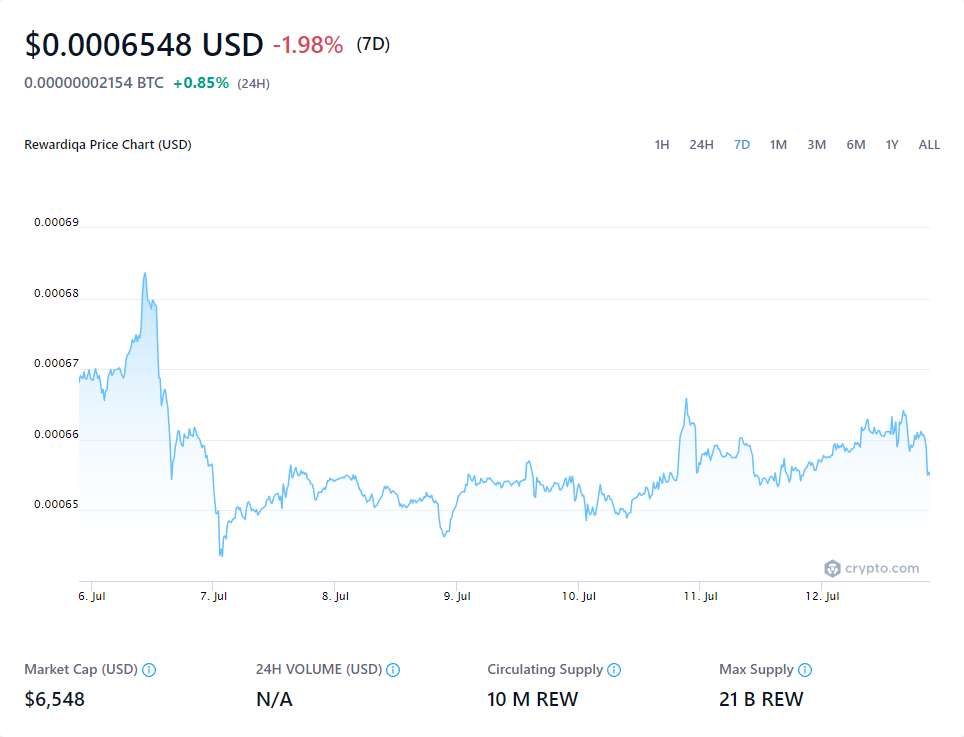 $0.0006548 USD -1.98% (7D)
0.00000002154 BTC +0.85% (24H)
Rewardiqa Price Chart (USD) 1H 24H 7D 1M 3M 6M 1Y ALL
0.00069
0.00068
0.00067
0.00066
0.00065
crypto.com
6. Jul 7. Jul 8. Jul 9. Jul 10. Jul 11. Jul 12. Jul
Market Cap (USD) 24H VOLUME (USD) Circulating Supply Max Supply
$6,548 N/A 10 M REW 21 B REW